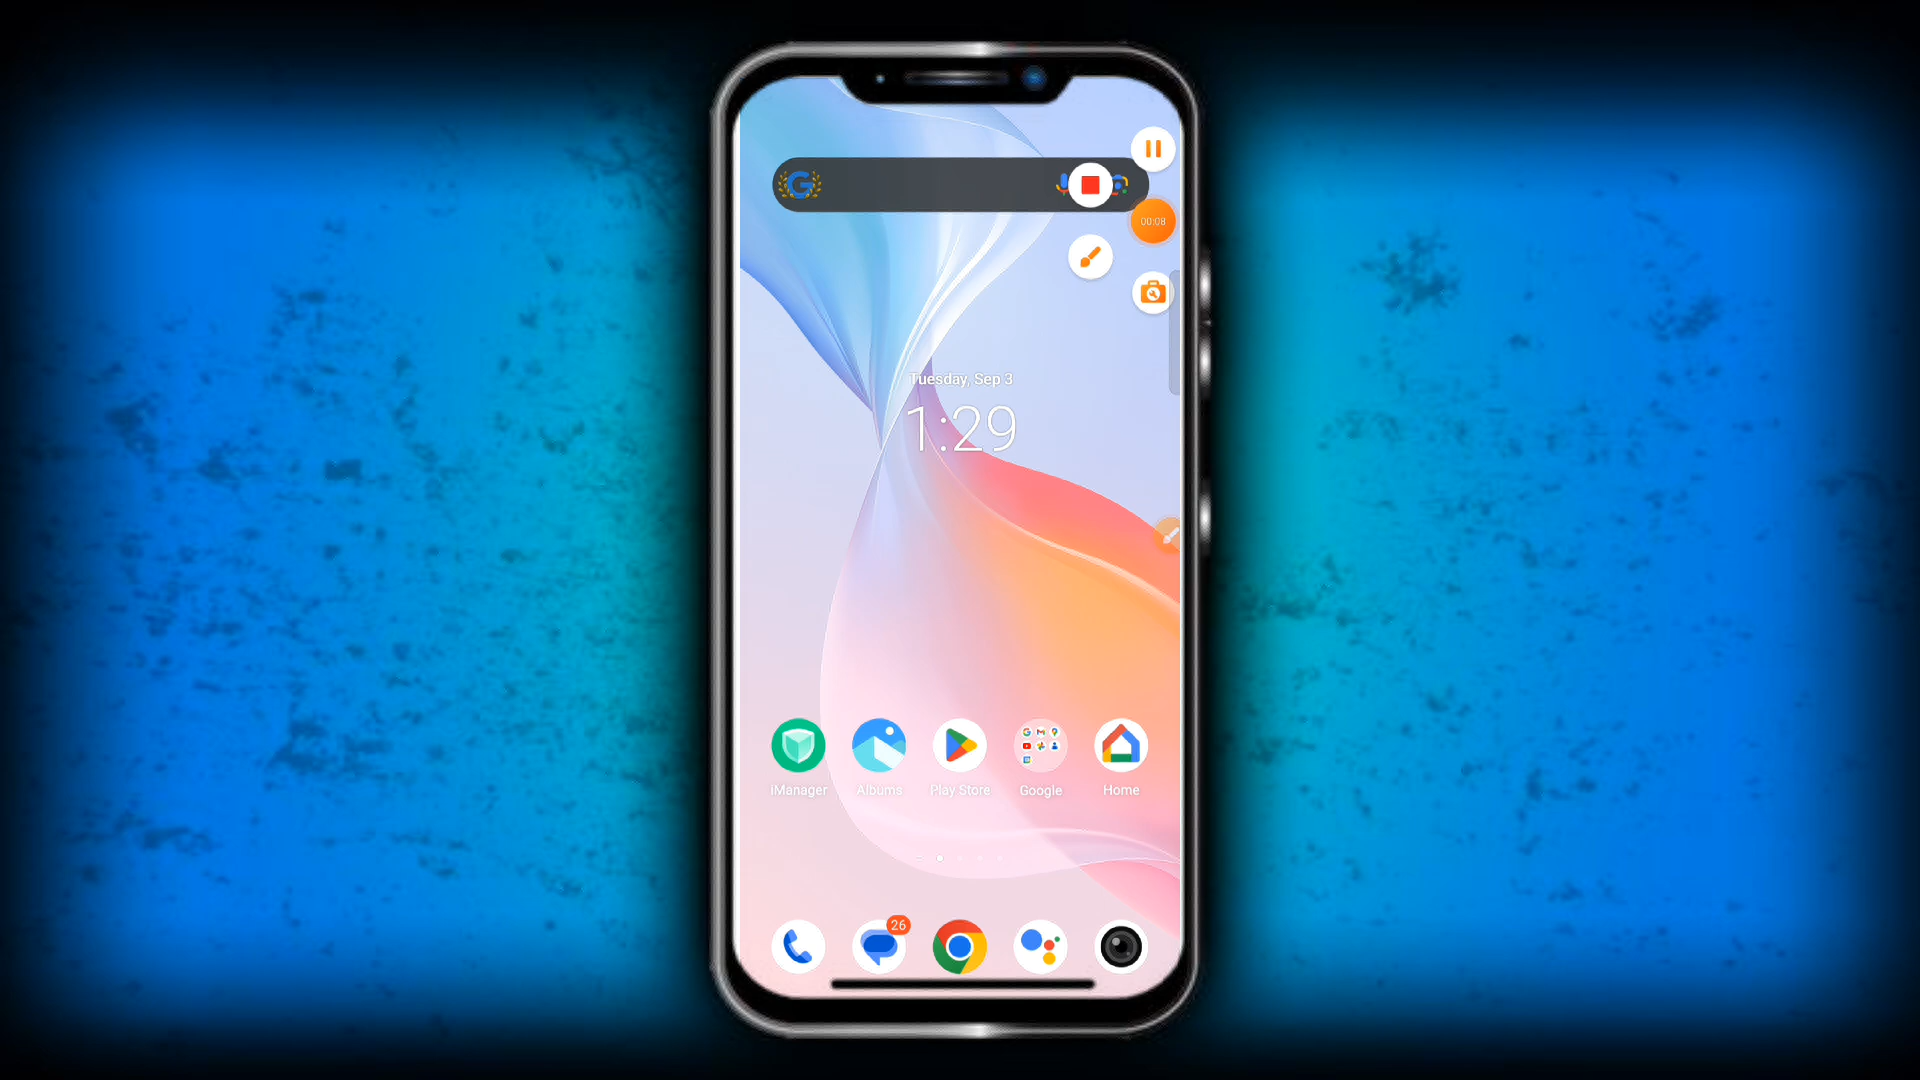 00:08
Tuesday, Sep 3
1:29
iManager
Albums
Play Store
Google
Home
26